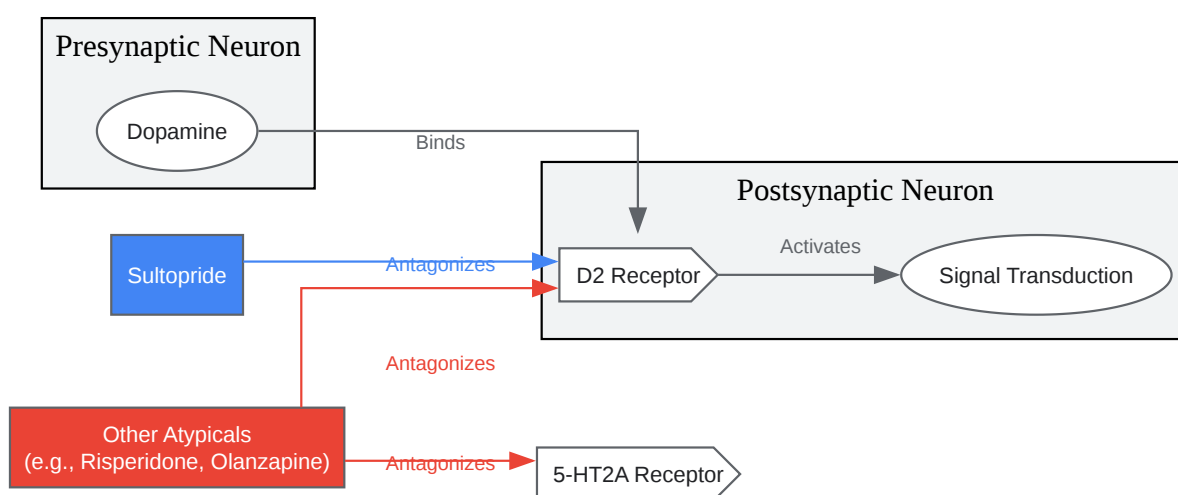 Presynaptic Neuron
Dopamine
Binds
Postsynaptic Neuron
Sultopride
Antagonizes
D2 Receptor
Activates
Signal Transduction
Antagonizes
Other Atypicals
(e.g., Risperidone, Olanzapine)
Antagonizes
5-HT2A Receptor